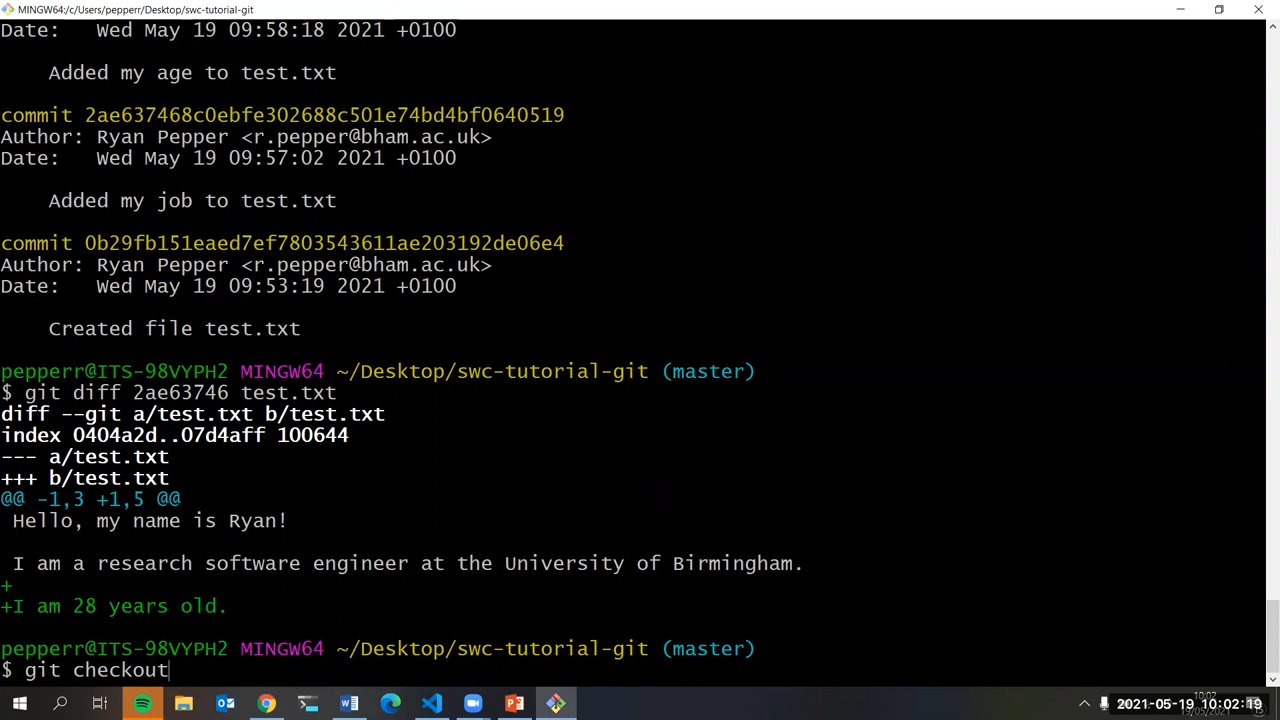 MINGW64:/c/Users/pepperr/Desktop/swc-tutorial-git
Date:   Wed May 19 09:58:18 2021 +0100
    Added my age to test.txt
commit 2ae637468c0ebfe302688c501e74bd4bf0640519
Author: Ryan Pepper <r.pepper@bham.ac.uk>
Date:   Wed May 19 09:57:02 2021 +0100
    Added my job to test.txt
commit 0b29fb151eaed7ef7803543611ae203192de06e4
Author: Ryan Pepper <r.pepper@bham.ac.uk>
Date:   Wed May 19 09:53:19 2021 +0100
    Created file test.txt
pepperr@ITS-98VYPH2 MINGW64 ~/Desktop/swc-tutorial-git (master)
$ git diff 2ae63746 test.txt
diff --git a/test.txt b/test.txt
index 0404a2d..07d4aff 100644
--- a/test.txt
+++ b/test.txt
@@ -1,3 +1,5 @@
 Hello, my name is Ryan!
 I am a research software engineer at the University of Birmingham.
+
+I am 28 years old.
pepperr@ITS-98VYPH2 MINGW64 ~/Desktop/swc-tutorial-git (master)
$ git checkout
10:02
2021-05-19 10:02:19